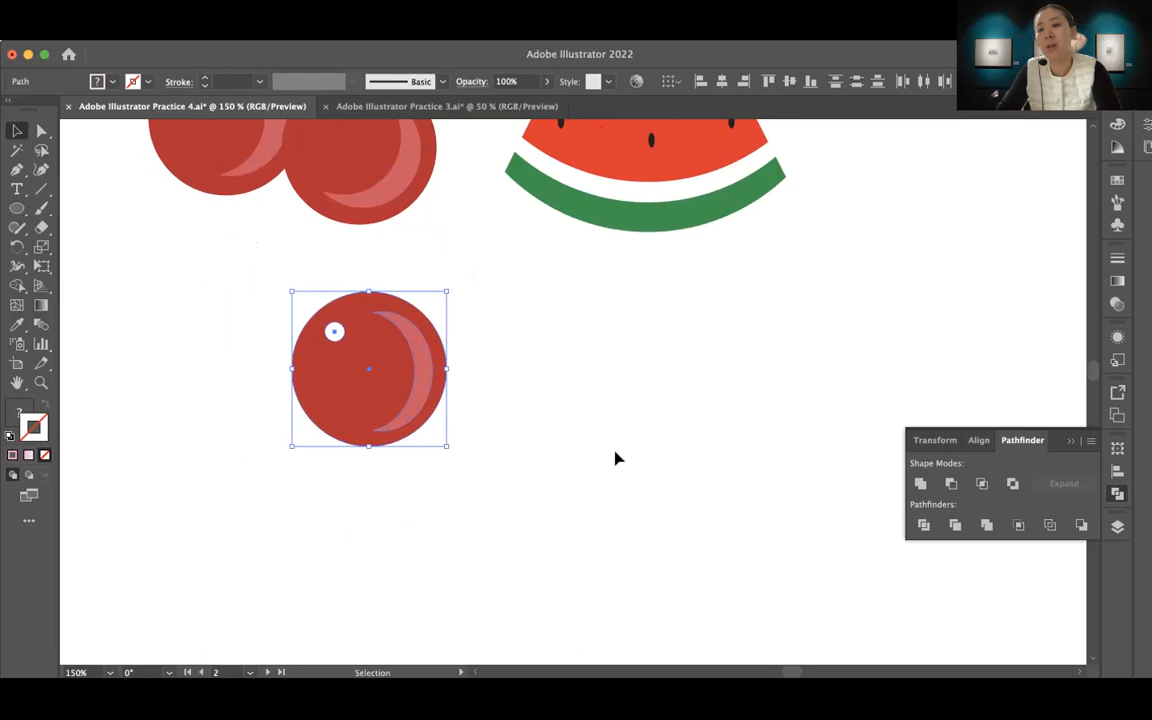 Adobe Illustrator 2022
Path ? Stroke: Basic Opacity: 100% Style:
× Adobe Illustrator Practice 4.ai* @ 150 % (RGB/Preview) × Adobe Illustrator Practice 3.ai* @ 50 % (RGB/Preview)
T
?
Transform Align Pathfinder
Shape Modes:
Expand
Pathfinders:
150% 0° 2 Selection